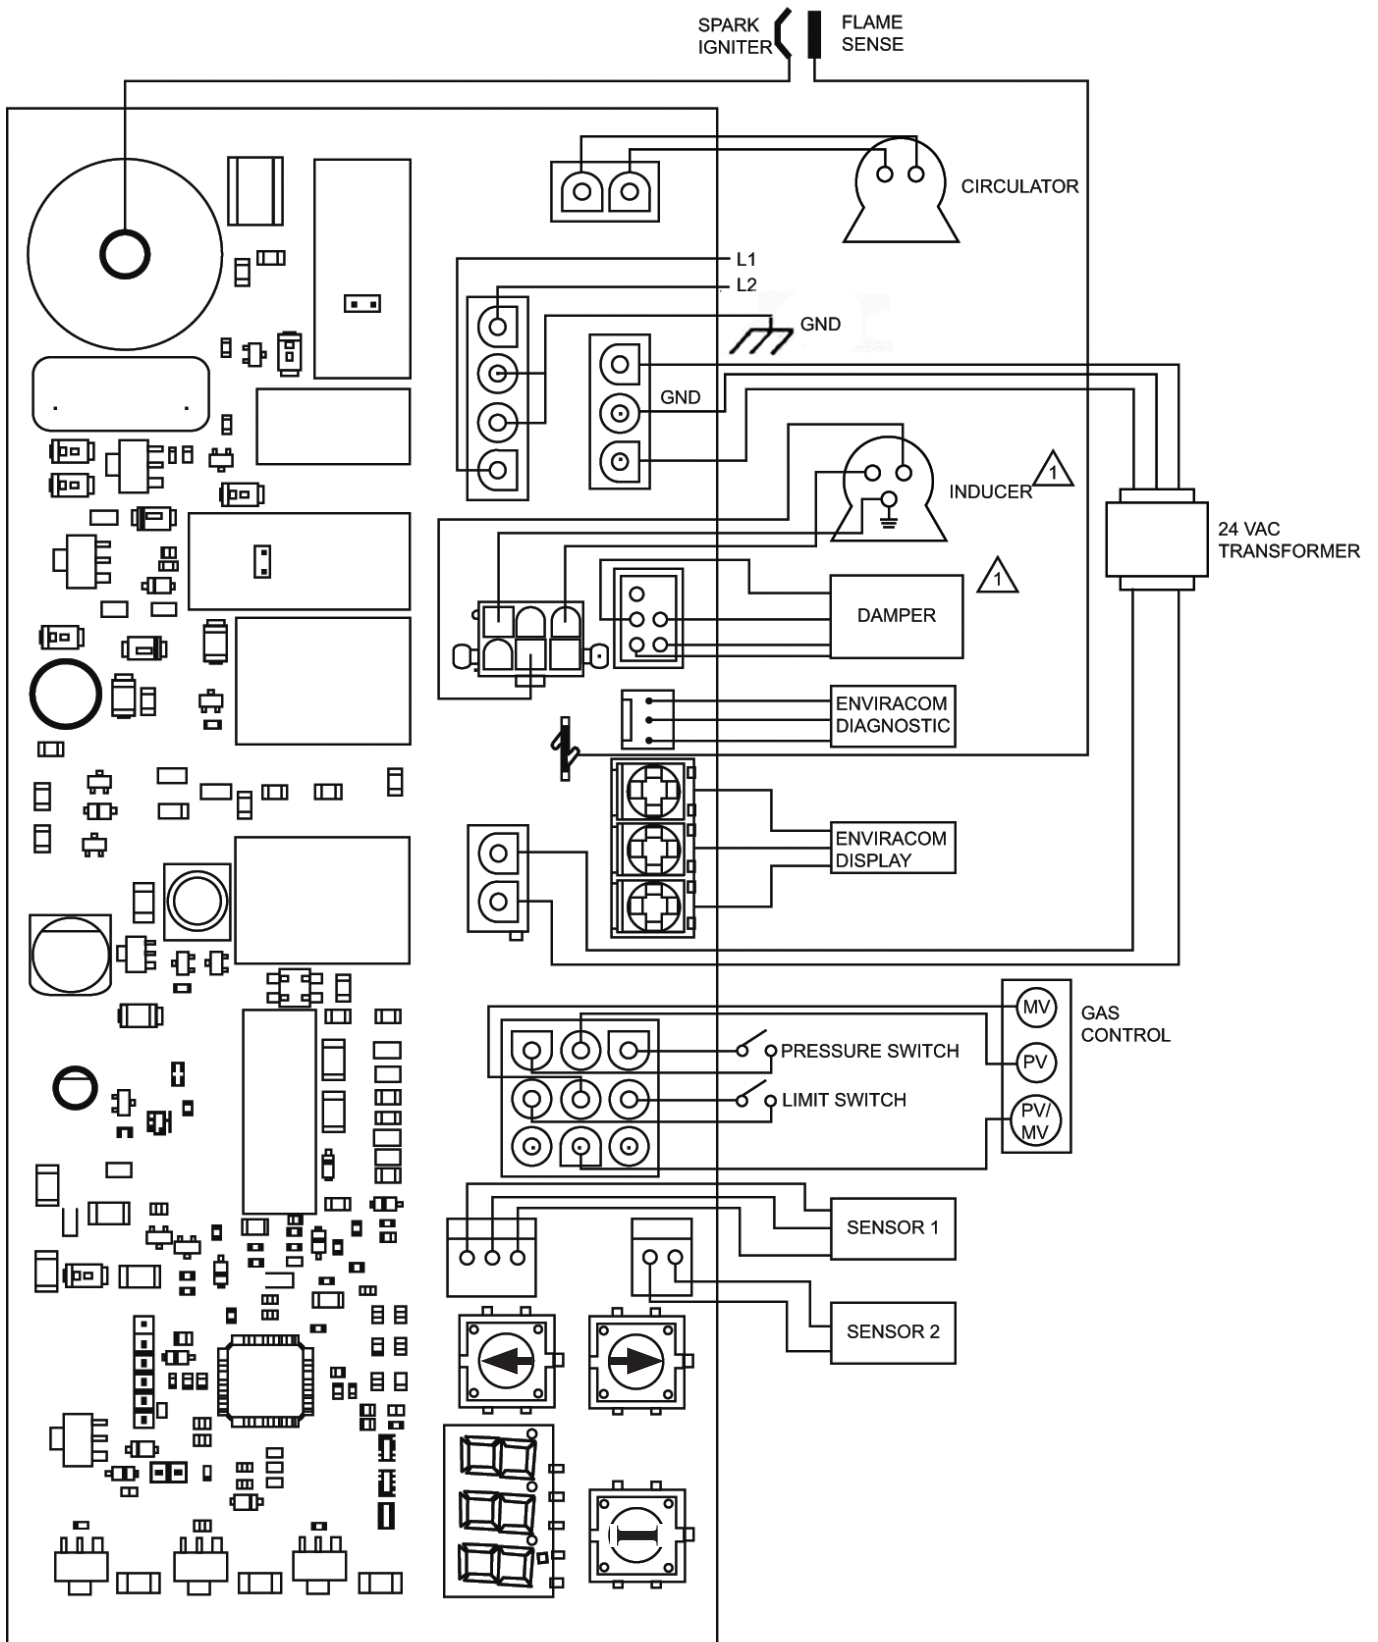 SPARK
IGNITER
FLAME
SENSE
CIRCULATOR
L1
L2
GND
GND
INDUCER
1
24 VAC
TRANSFORMER
1
DAMPER
ENVIRACOM
DIAGNOSTIC
ENVIRACOM
DISPLAY
MV
GAS
CONTROL
PRESSURE SWITCH
PV
LIMIT SWITCH
PV/
MV
SENSOR 1
SENSOR 2